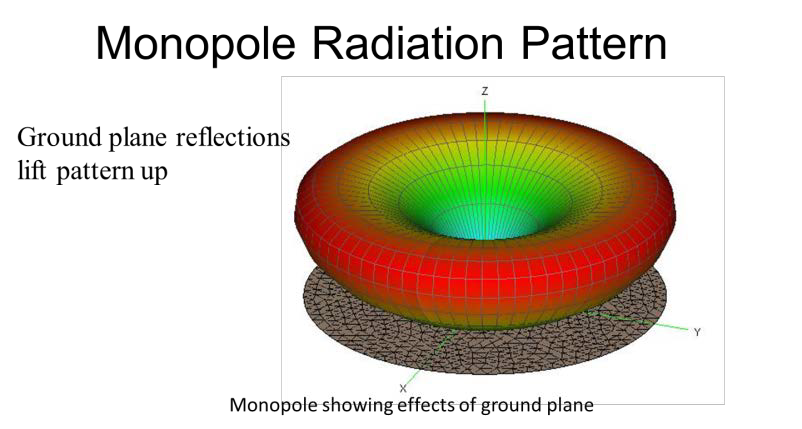 Monopole Radiation Pattern
Z
Ground plane reflections
lift pattern up
Y
X
Monopole showing effects of ground plane